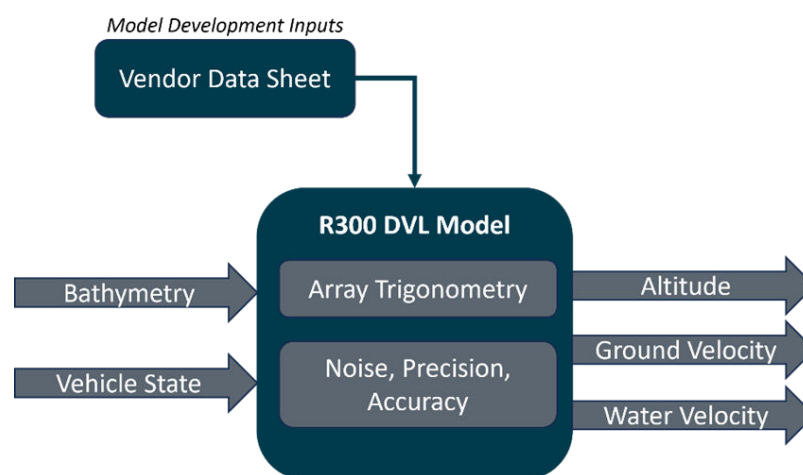 Model Development Inputs
Vendor Data Sheet
R300 DVL Model
Bathymetry
Vehicle State
Array Trigonometry
Noise, Precision,
Accuracy
Altitude
Ground Velocity
Water Velocity